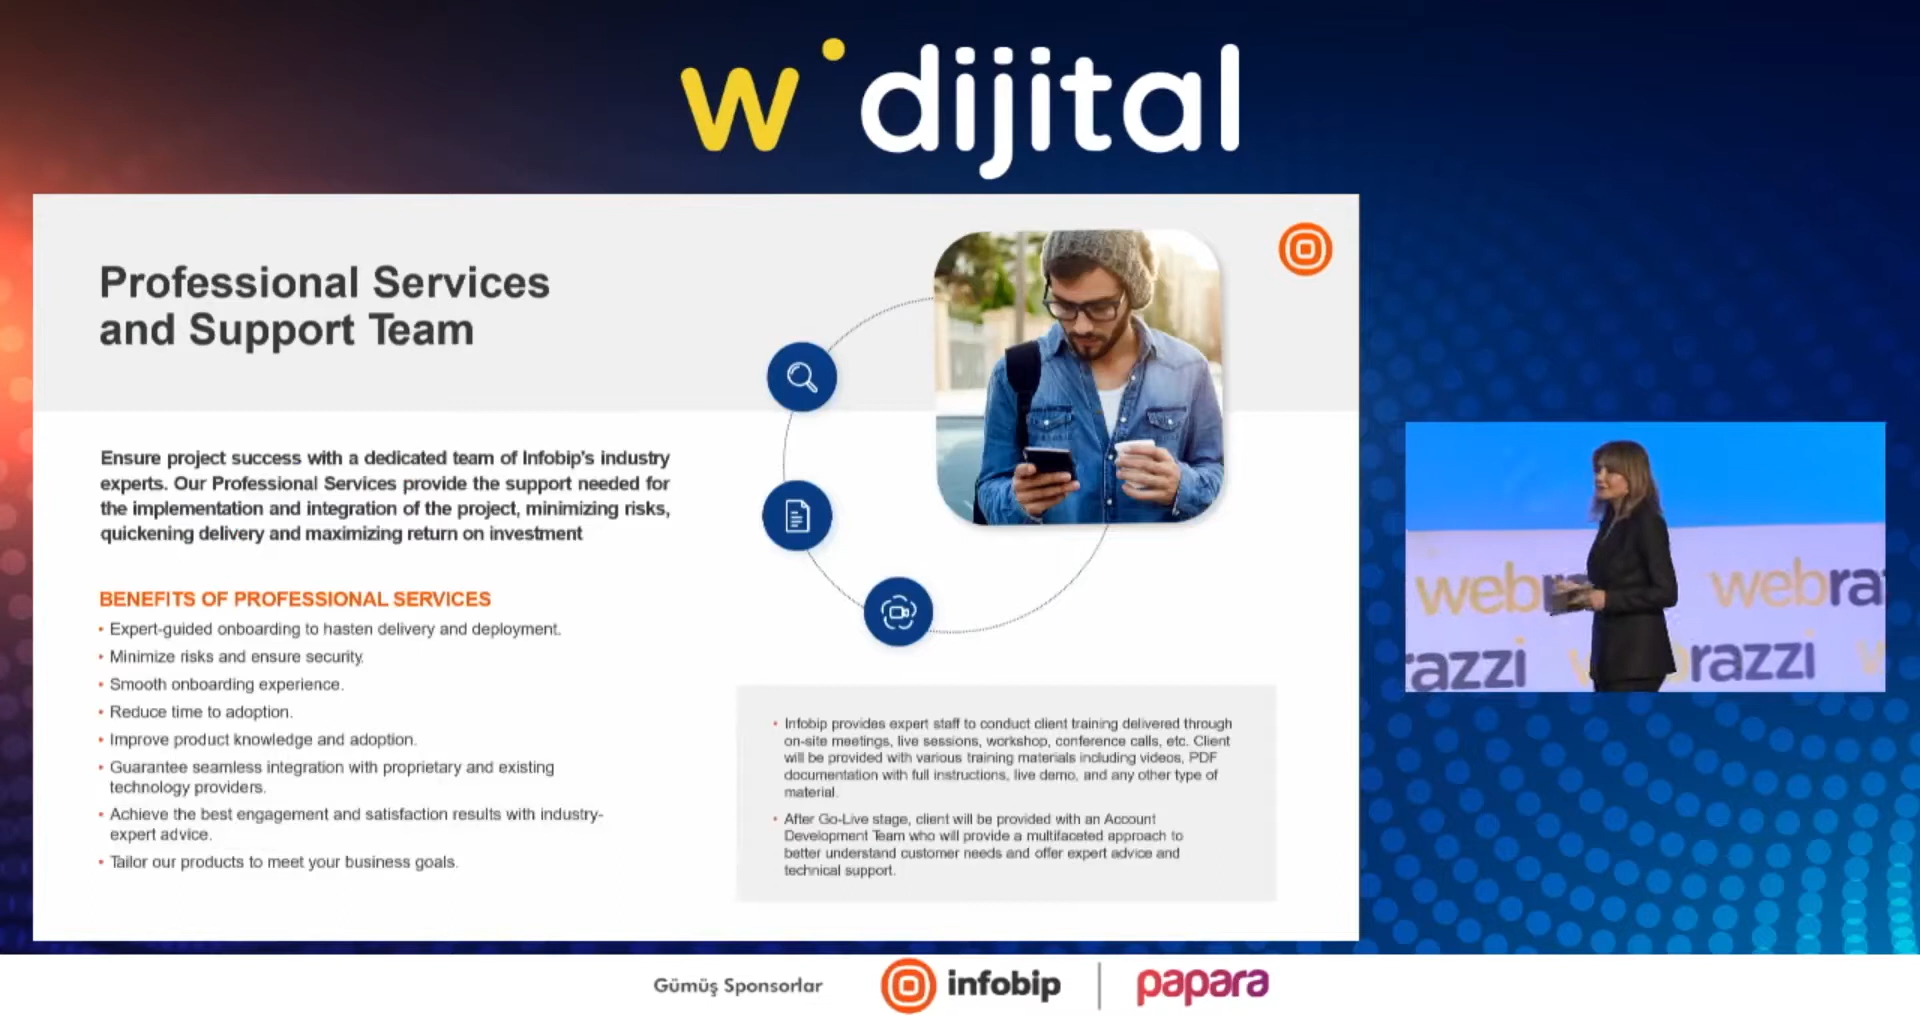 w dijital
Professional Services
and Support Team
Ensure project success with a dedicated team of Infobip's industry
experts. Our Professional Services provide the support needed for
the implementation and integration of the project, minimizing risks,
quickening delivery and maximizing return on investment
BENEFITS OF PROFESSIONAL SERVICES
• Expert-guided onboarding to hasten delivery and deployment.
• Minimize risks and ensure security.
• Smooth onboarding experience.
• Reduce time to adoption.
• Improve product knowledge and adoption.
• Guarantee seamless integration with proprietary and existing
technology providers.
• Achieve the best engagement and satisfaction results with industry-
expert advice.
• Tailor our products to meet your business goals.
• Infobip provides expert staff to conduct client training delivered through
on-site meetings, live sessions, workshop, conference calls, etc. Client
will be provided with various training materials including videos, PDF
documentation with full instructions, live demo, and any other type of
material.
• After Go-Live stage, client will be provided with an Account
Development Team who will provide a multifaceted approach to
better understand customer needs and offer expert advice and
technical support.
web webra
azzi razzi
Gümüş Sponsorlar infobip papara